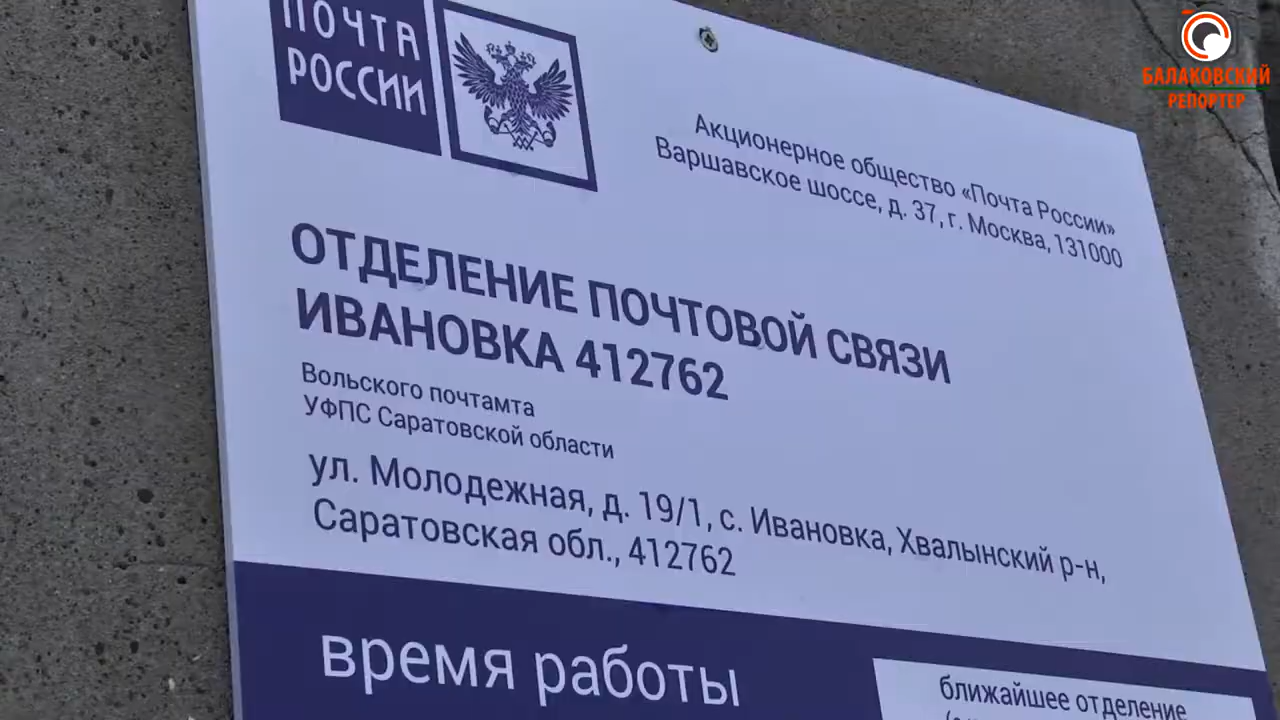 ПОЧТА
РОССИИ
БАЛАКОВСКИЙ
РЕПОРТЕР
Акционерное общество «Почта России»
Варшавское шоссе, д. 37, г. Москва, 131000
ОТДЕЛЕНИЕ ПОЧТОВОЙ СВЯЗИ
ИВАНОВКА 412762
Вольского почтамта
УФПС Саратовской области
ул. Молодежная, д. 19/1, с. Ивановка, Хвалынский р-н,
Саратовская обл., 412762
время работы
ближайшее отделение